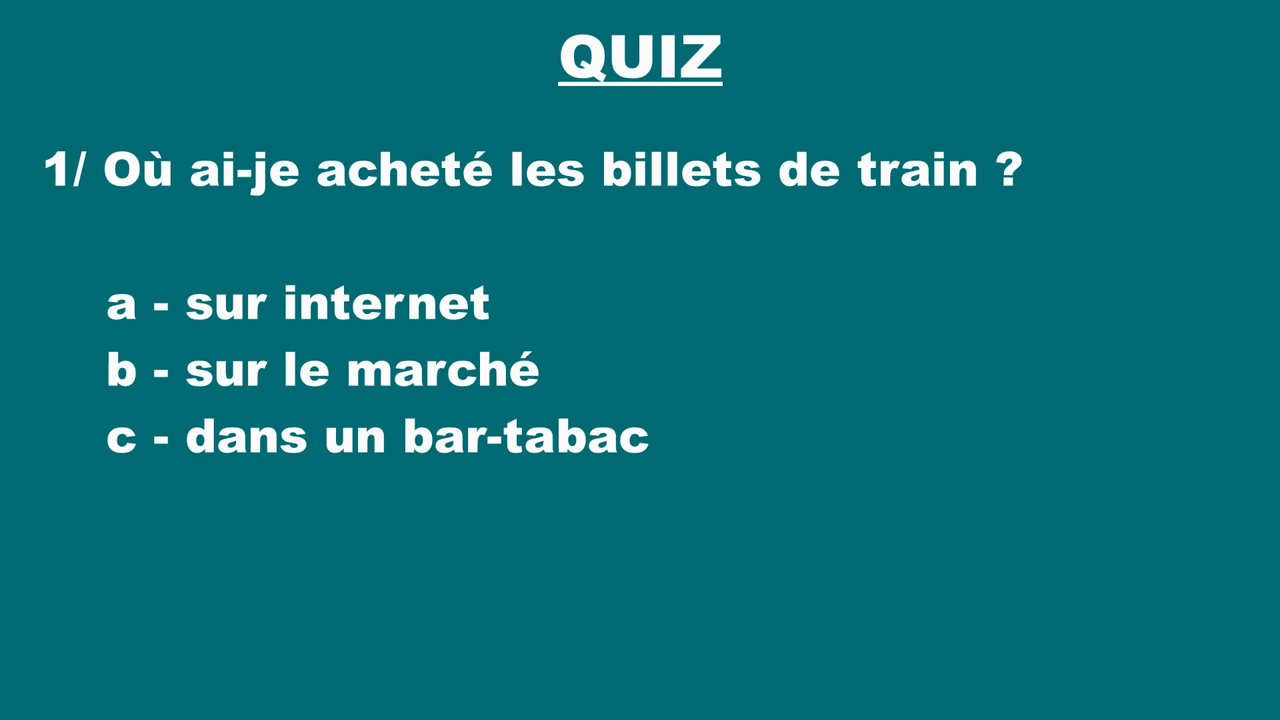 QUIZ
1/ Où ai-je acheté les billets de train ?
a - sur internet
b - sur le marché
c - dans un bar-tabac